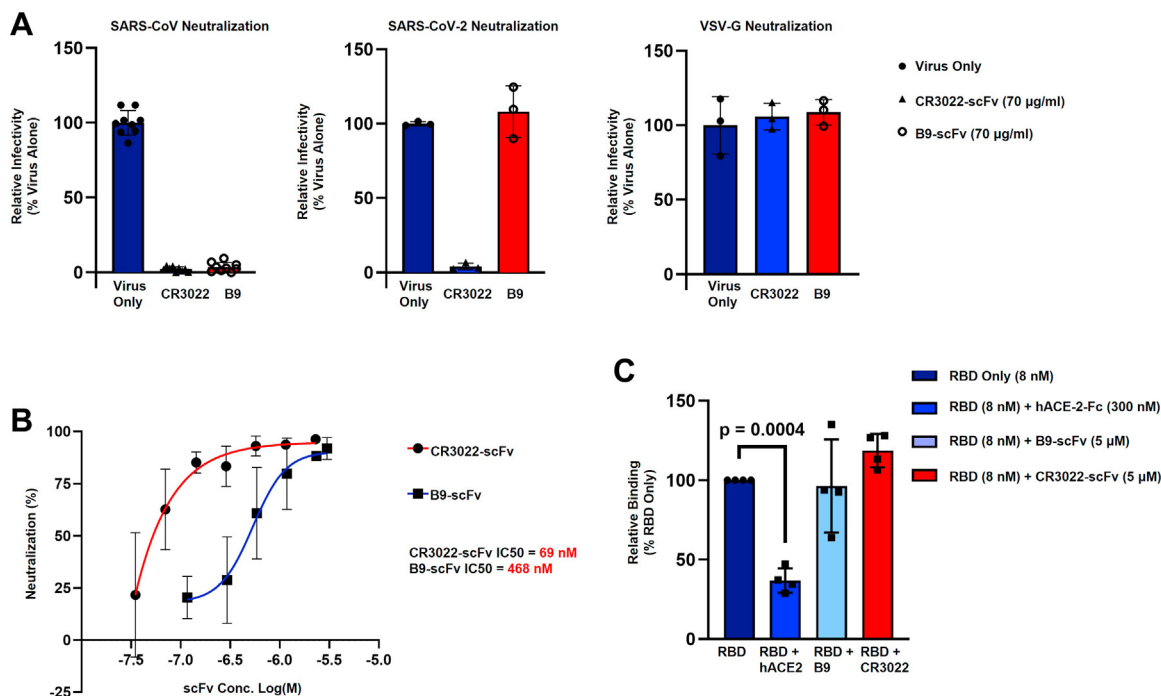 A
SARS-CoV Neutralization
Relative Infectivity
(% Virus Alone)
150
100
50
0
Virus
Only
CR3022
B9
SARS-CoV-2 Neutralization
Relative Infectivity
(% Virus Alone)
150
100
50
0
Virus
Only
CR3022
B9
VSV-G Neutralization
Relative Infectivity
(% Virus Alone)
150
100
50
0
Virus
Only
CR3022
B9
Virus Only
CR3022-scFv (70 µg/ml)
B9-scFv (70 µg/ml)
B
Neutralization (%)
100
75
50
25
0
-25
-7.5
-7.0
-6.5
-6.0
-5.5
-5.0
scFv Conc. Log(M)
CR3022-scFv
B9-scFv
CR3022-scFv IC50 = 69 nM
B9-scFv IC50 = 468 nM
C
Relative Binding
(% RBD Only)
150
100
50
0
p = 0.0004
RBD
RBD +
hACE2
RBD +
B9
RBD +
CR3022
RBD Only (8 nM)
RBD (8 nM) + hACE-2-Fc (300 nM)
RBD (8 nM) + B9-scFv (5 µM)
RBD (8 nM) + CR3022-scFv (5 µM)